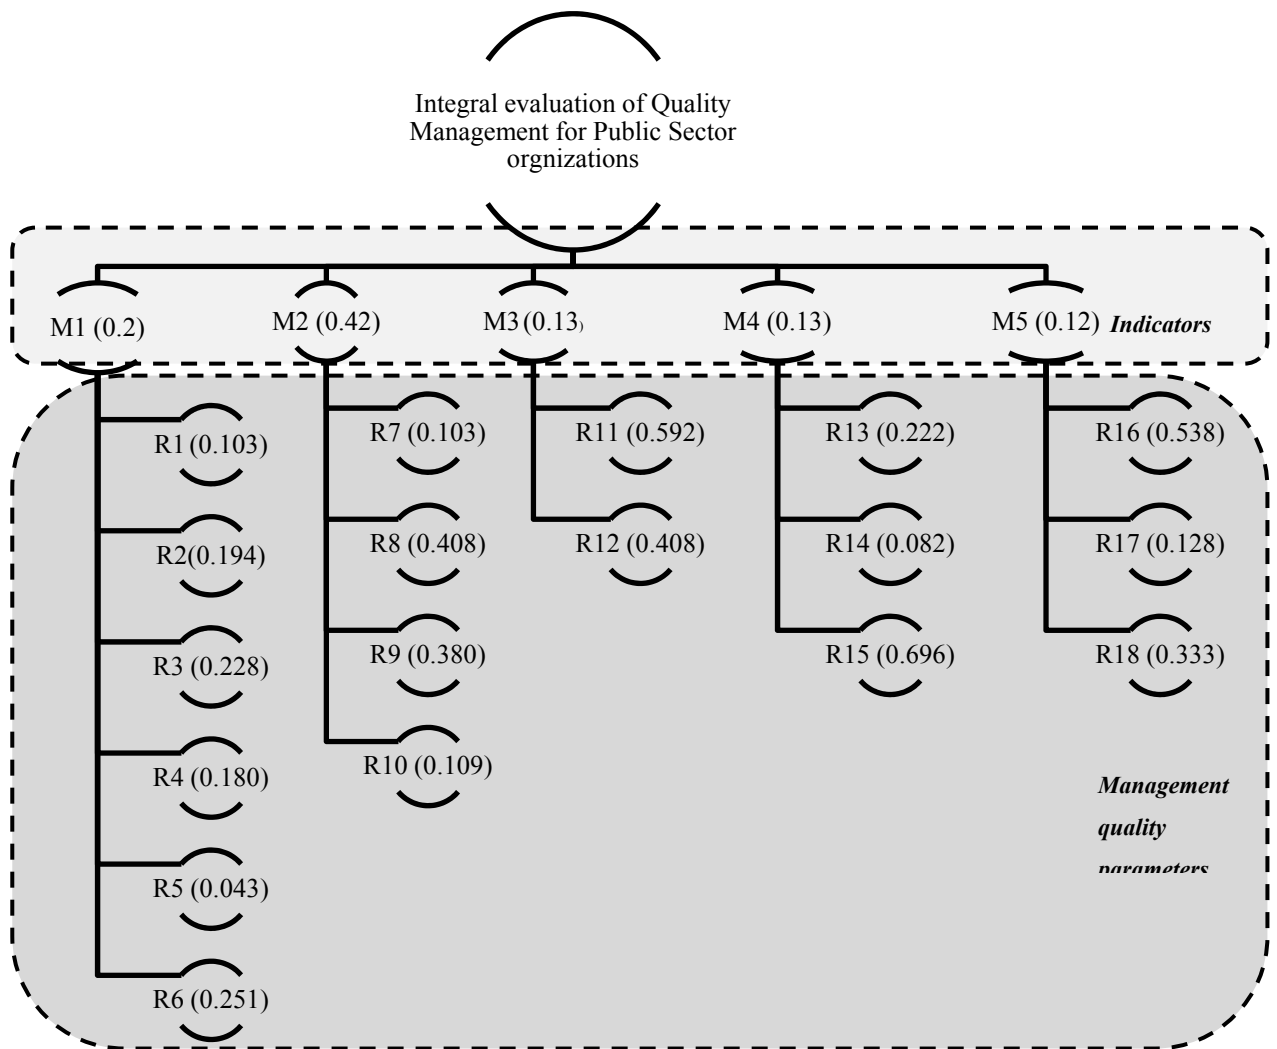 Integral evaluation of Quality
Management for Public Sector
orgnizations
M1 (0.2)
M2 (0.42)
M3 (0.13)
M4 (0.13)
M5 (0.12)
Indicators
R1 (0.103)
R2(0.194)
R3 (0.228)
R4 (0.180)
R5 (0.043)
R6 (0.251)
R7 (0.103)
R8 (0.408)
R9 (0.380)
R10 (0.109)
R11 (0.592)
R12 (0.408)
R13 (0.222)
R14 (0.082)
R15 (0.696)
R16 (0.538)
R17 (0.128)
R18 (0.333)
Management
quality
parameters